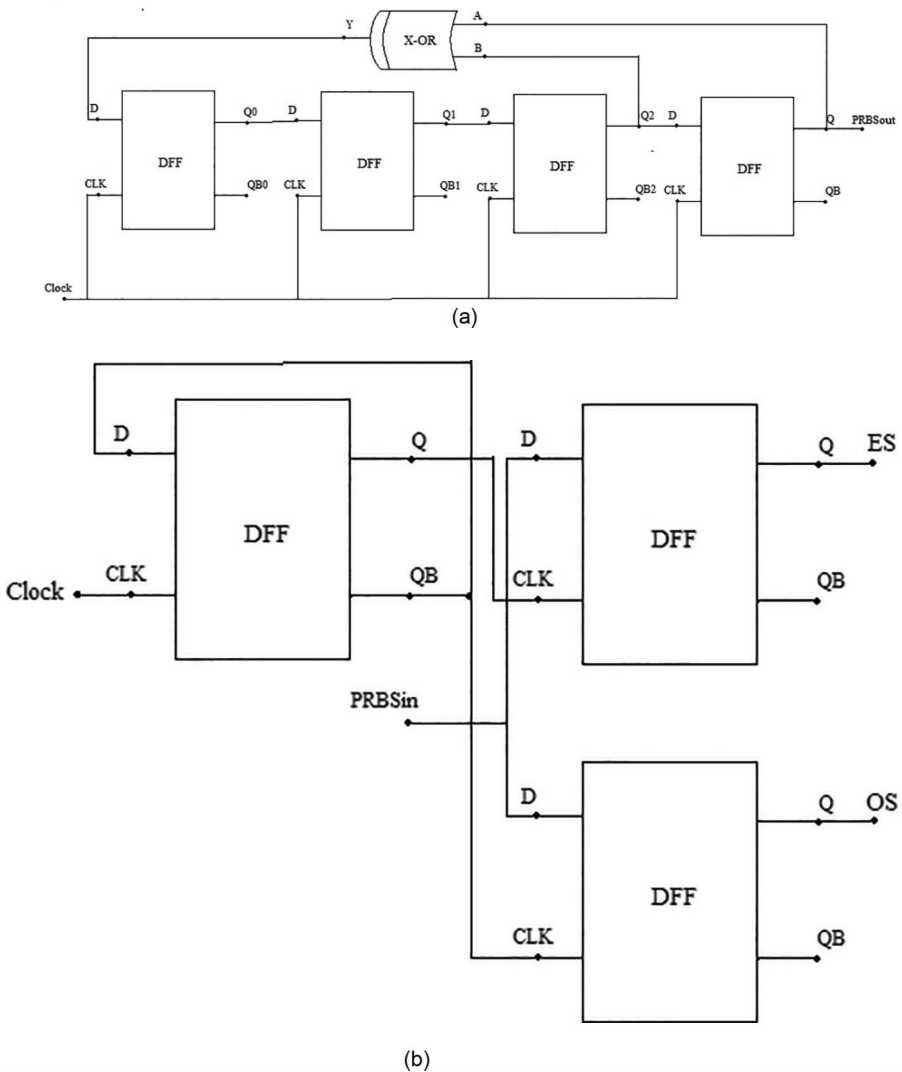 Y
X-OR
A
B
D
Q0
D
Q1
D
Q2
D
Q
PRBSout
DFF
DFF
DFF
DFF
CLK
QB0
CLK
QB1
CLK
QB2
CLK
QB
Clock
(a)
D
Q
D
Q
ES
DFF
DFF
Clock
CLK
QB
CLK
QB
PRBSin
D
Q
OS
DFF
CLK
QB
(b)